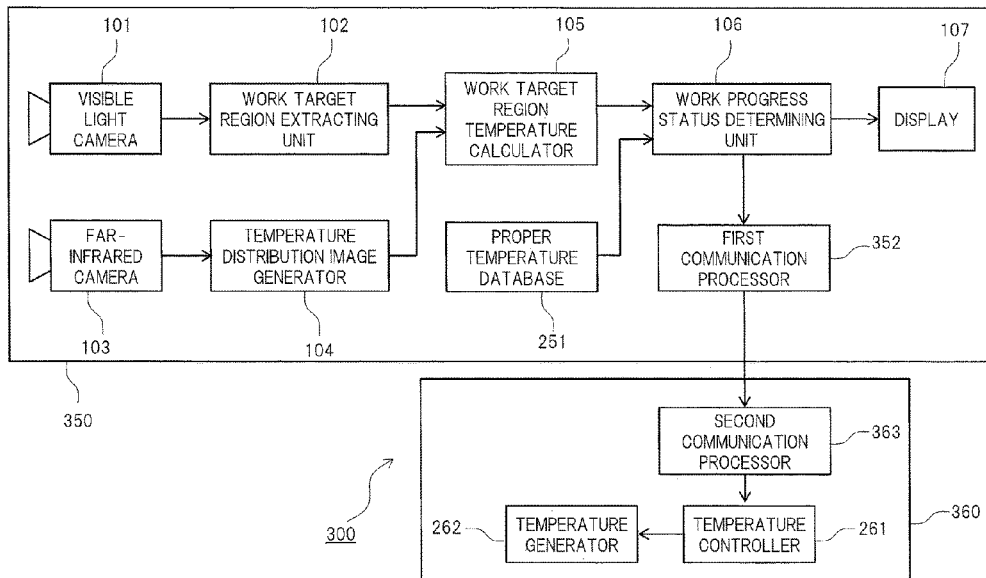 101
102
105
106
107
VISIBLE
LIGHT
CAMERA
WORK TARGET
REGION EXTRACTING
UNIT
WORK TARGET
REGION
TEMPERATURE
CALCULATOR
WORK PROGRESS
STATUS DETERMINING
UNIT
DISPLAY
FAR-
INFRARED
CAMERA
TEMPERATURE
DISTRIBUTION IMAGE
GENERATOR
PROPER
TEMPERATURE
DATABASE
FIRST
COMMUNICATION
PROCESSOR
352
103
104
251
350
SECOND
COMMUNICATION
PROCESSOR
363
300
262
TEMPERATURE
GENERATOR
TEMPERATURE
CONTROLLER
261
360